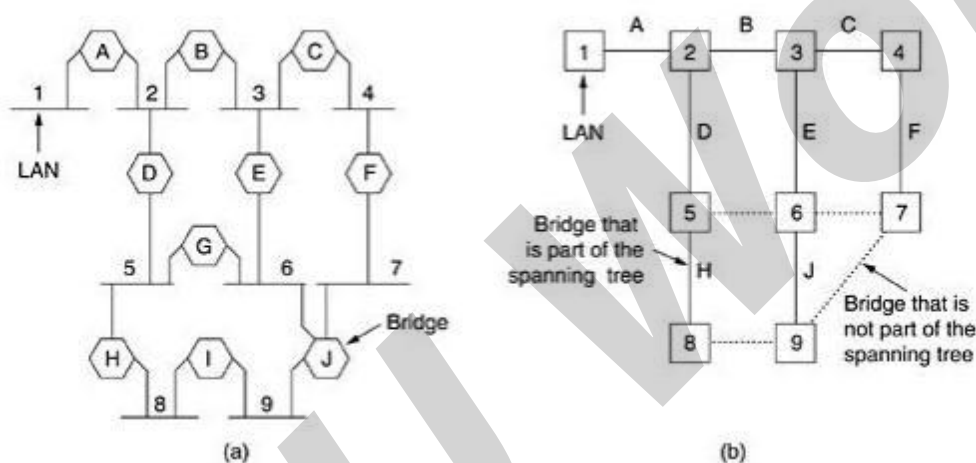 A B C
1 2 3 4
LAN
D E F
G
5 6 7
Bridge
H I J
8 9
(a)
A B C
1 2 3 4
LAN
D E F
5 6 7
Bridge that
is part of the
spanning tree
H J
Bridge that is
not part of the
spanning tree
8 9
(b)